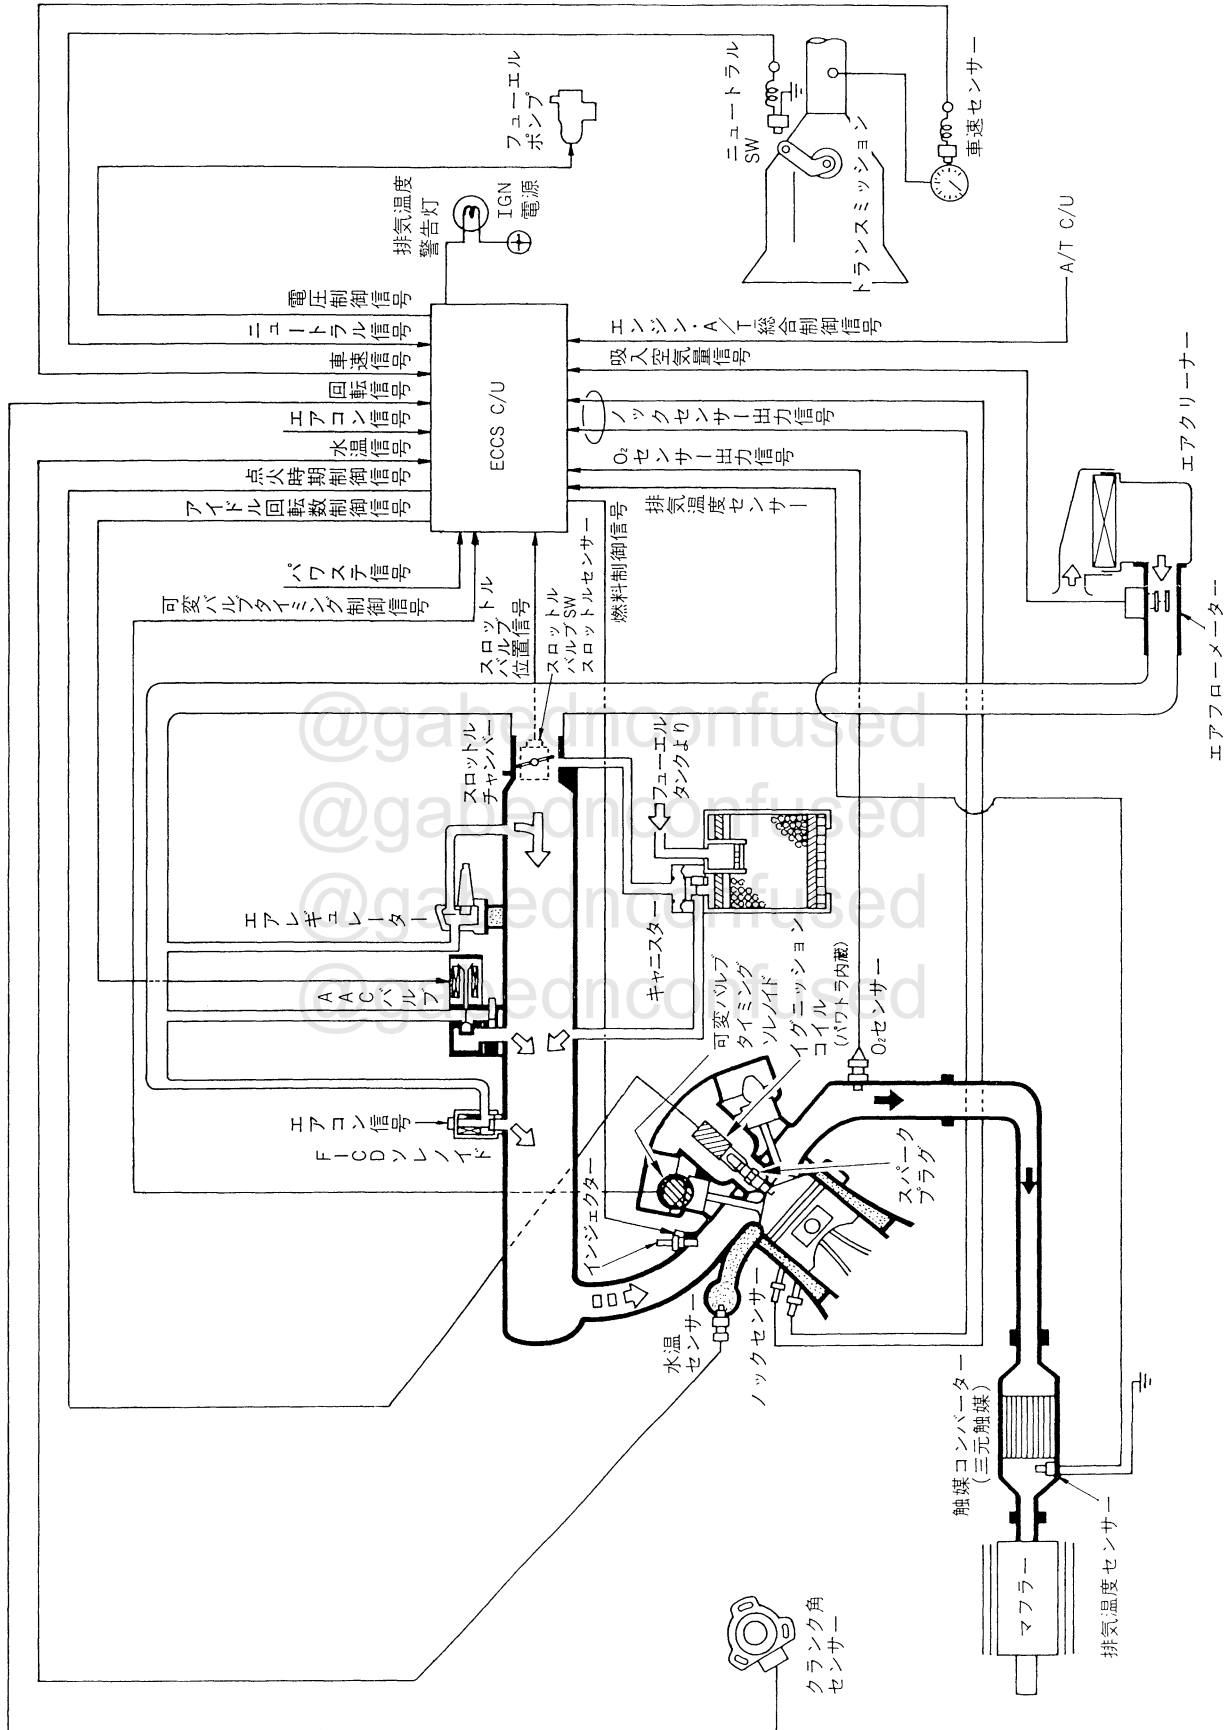 フューエル
ポンプ
ニュートラル
SW
トランスミッション
車速センサー
排気温度
警告灯
IGN
電源
電圧制御信号
ニュートラル信号
車速信号
回転信号
エアコン信号
水温信号
点火時期制御信号
アイドル回転数制御信号
パワステ信号
可変バルブタイミング制御信号
ECCS C/U
エンジン・A/T総合制御信号
吸入空気量信号
ノックセンサー出力信号
O₂センサー出力信号
排気温度センサー
燃料制御信号
A/T C/U
スロットル
バルブ
位置信号
スロットル
バルブSW
スロットルセンサー
エアクリーナー
エアフローメーター
スロットル
チャンバー
フューエル
タンクより
キャニスター
エアレギュレーター
AACバルブ
エアコン信号
FICDソレノイド
可変バルブ
タイミング
ソレノイド
イグニッション
コイル
(パワトラ内蔵)
O₂センサー
スパーク
プラグ
インジェクター
水温
センサー
ノックセンサー
触媒コンバーター
(三元触媒)
マフラー
排気温度センサー
クランク角
センサー
@gabednconfused
@gabednconfused
@gabednconfused
@gabednconfused